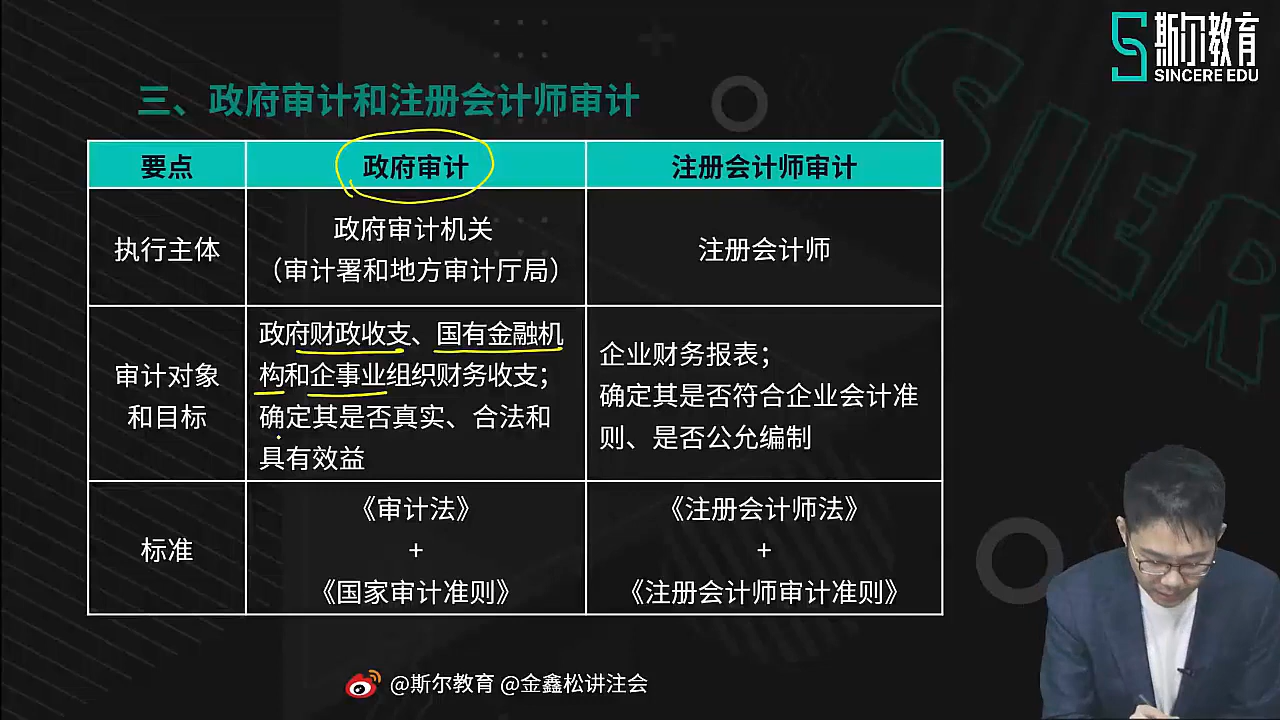 斯尔教育
SINCERE EDU
三、政府审计和注册会计师审计
要点
政府审计
注册会计师审计
执行主体
政府审计机关
（审计署和地方审计厅局）
注册会计师
审计对象
和目标
政府财政收支、国有金融机
构和企事业组织财务收支；
确定其是否真实、合法和
具有效益
企业财务报表；
确定其是否符合企业会计准
则、是否公允编制
标准
《审计法》
+
《国家审计准则》
《注册会计师法》
+
《注册会计师审计准则》
@斯尔教育 @金鑫松讲注会
SIER